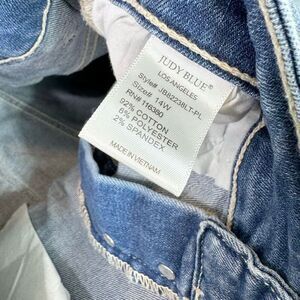 JUDY BLUE®
LOS ANGELES
Style# JB82238LT-PL
Size# 14W
RN# 116380
92% COTTON
6% POLYESTER
2% SPANDEX
MADE IN VIETNAM